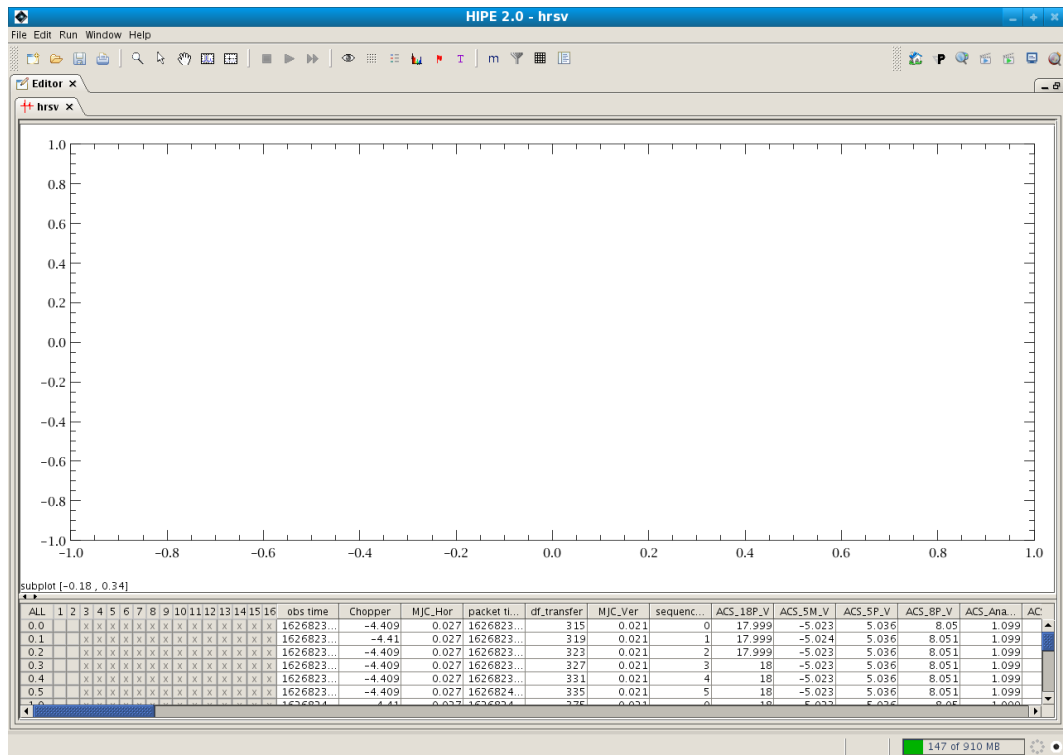 HIPE 2.0 - hrsv
File Edit Run Window Help
m
P
T
Editor
hrsv
1.0
0.8
0.6
0.4
0.2
0.0
−0.2
−0.4
−0.6
−0.8
−1.0
−1.0 −0.8 −0.6 −0.4 −0.2 0.0 0.2 0.4 0.6 0.8 1.0
subplot [-0.18 , 0.34]
ALL 1 2 3 4 5 6 7 8 9 10 11 12 13 14 15 16 obs time Chopper MJC_Hor packet ti... df_transfer MJC_Ver sequenc... ACS_18P_V ACS_5M_V ACS_5P_V ACS_8P_V ACS_Ana...
0.0 x x x x x x x x x x x x x x 1626823... −4.409 0.027 1626823... 315 0.021 0 17.999 −5.023 5.036 8.05 1.099
0.1 x x x x x x x x x x x x x x 1626823... −4.41 0.027 1626823... 319 0.021 1 17.999 −5.024 5.036 8.051 1.099
0.2 x x x x x x x x x x x x x x 1626823... −4.409 0.027 1626823... 323 0.021 2 17.999 −5.023 5.036 8.051 1.099
0.3 x x x x x x x x x x x x x x 1626823... −4.409 0.027 1626823... 327 0.021 3 18 −5.023 5.036 8.051 1.099
0.4 x x x x x x x x x x x x x x 1626823... −4.409 0.027 1626823... 331 0.021 4 18 −5.023 5.036 8.051 1.099
0.5 x x x x x x x x x x x x x x 1626823... −4.409 0.027 1626824... 335 0.021 5 18 −5.023 5.036 8.051 1.099
147 of 910 MB